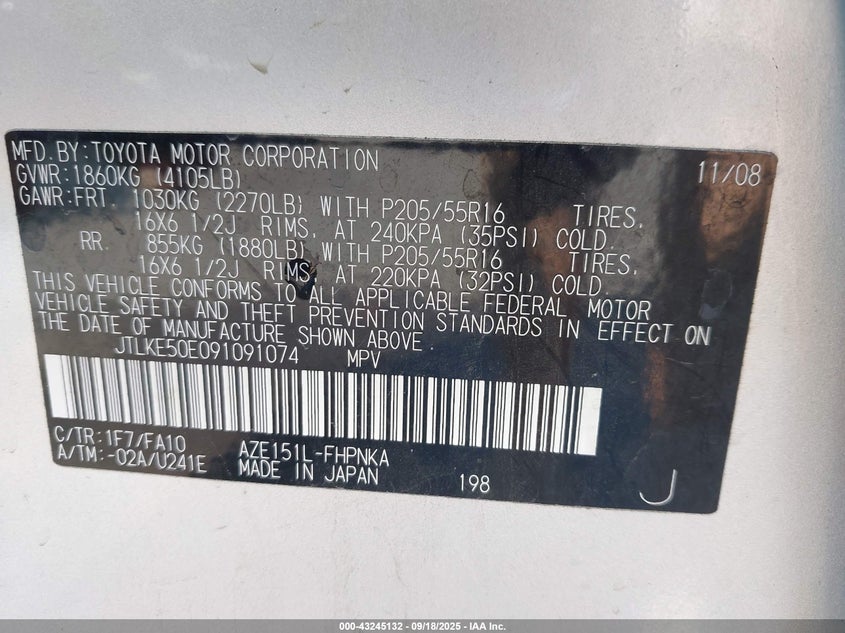 MFD.BY:TOYOTA MOTOR CORPORATION 11/08
GVWR:1860KG (4105LB)
GAWR:FRT. 1030KG (2270LB) WITH P205/55R16 TIRES,
16X6 1/2J RIMS, AT 240KPA (35PSI) COLD.
RR. 855KG (1880LB) WITH P205/55R16 TIRES,
16X6 1/2J RIMS, AT 220KPA (32PSI) COLD.
THIS VEHICLE CONFORMS TO ALL APPLICABLE FEDERAL MOTOR
VEHICLE SAFETY AND THEFT PREVENTION STANDARDS IN EFFECT ON
THE DATE OF MANUFACTURE SHOWN ABOVE.
JTLKE50E091091074 MPV
C/TR:1F7/FA10 AZE151L-FHPNKA
A/TM:-02A/U241E MADE IN JAPAN 198 J
000-43245132 - 09/18/2025 - IAA Inc.